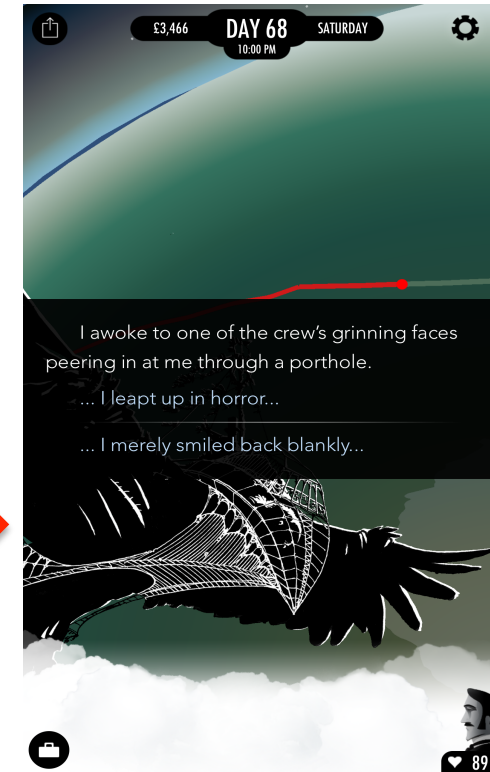 £3,466 DAY 68 SATURDAY
10:00 PM
I awoke to one of the crew’s grinning faces
peering in at me through a porthole.
... I leapt up in horror...
... I merely smiled back blankly...
89